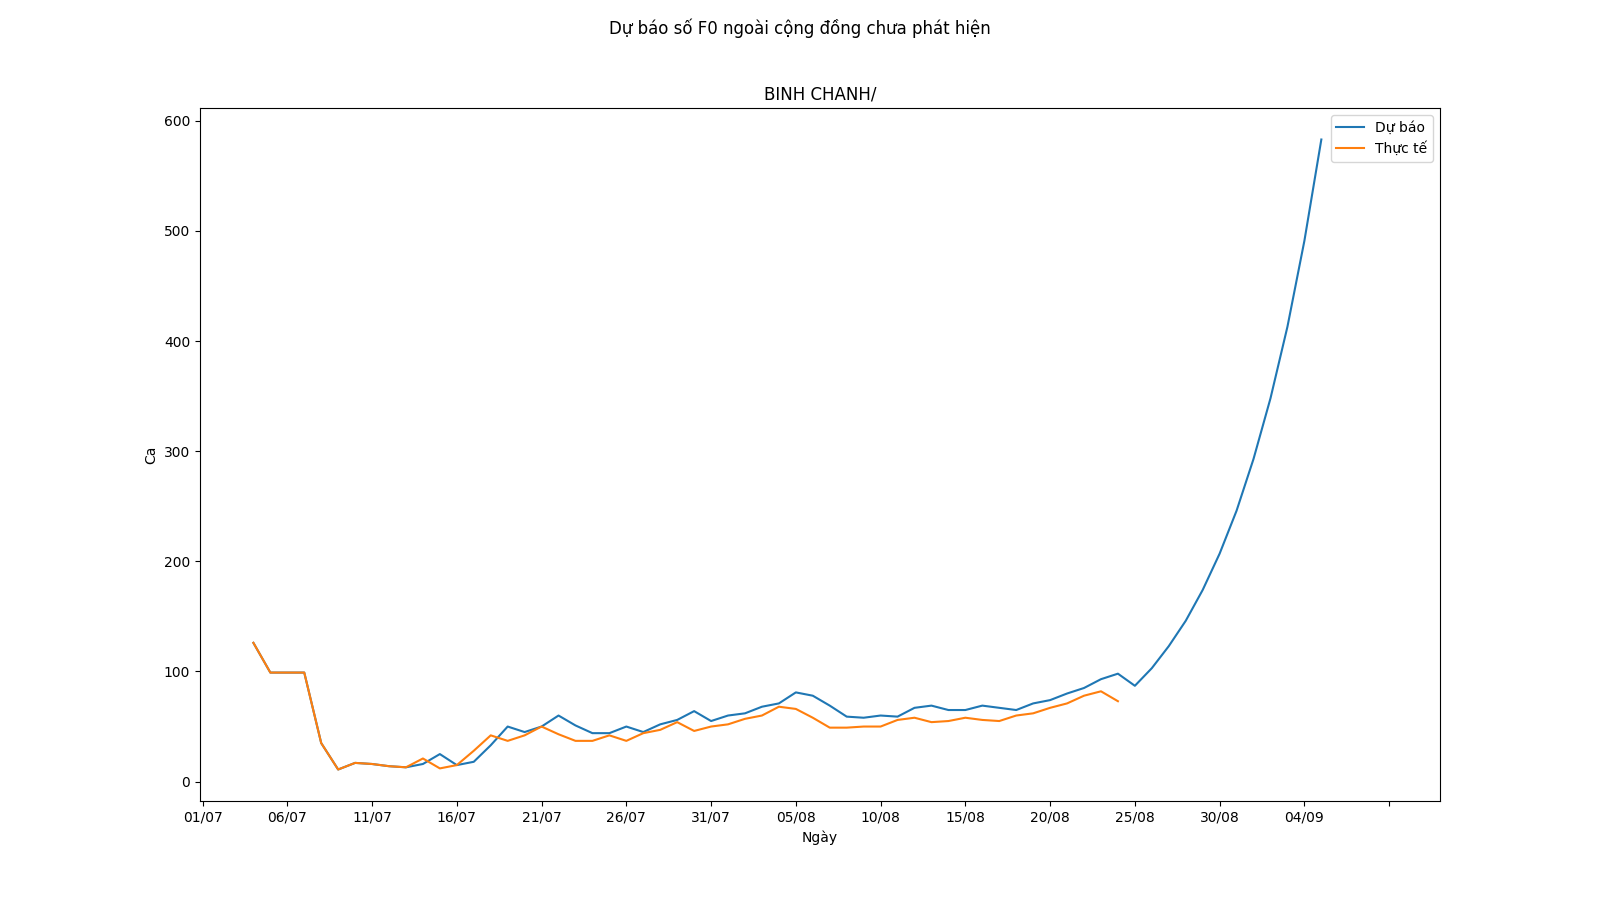 Dự báo số F0 ngoài cộng đồng chưa phát hiện
BINH CHANH/
Dự báo
Thực tế
600
500
400
300
200
100
0
Ca
01/07 06/07 11/07 16/07 21/07 26/07 31/07 05/08 10/08 15/08 20/08 25/08 30/08 04/09
Ngày